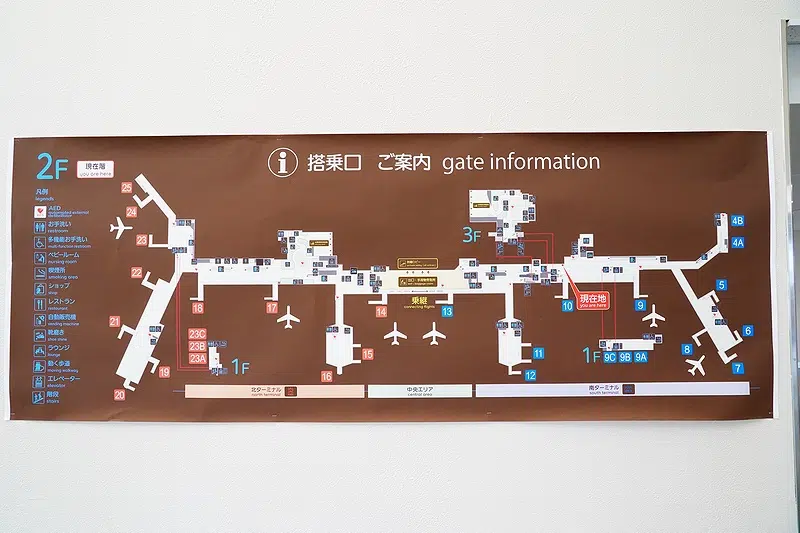 2F
現在階
you are here
搭乗口 ご案内 gate information
凡例
legends
AED
automated external
defibrillator
お手洗い
restroom
多機能お手洗い
multi-function restroom
ベビールーム
nursing room
喫煙所
smoking area
ショップ
shop
レストラン
restaurant
自動販売機
vending machine
靴磨き
shoe shine
ラウンジ
lounge
動く歩道
moving walkway
エレベーター
elevator
階段
stairs
25
24
23
22
21
20
19
18
17
23C
23B
23A
1F
16
15
14
乗継
connecting flights
13
3F
12
11
10
現在地
you are here
9
1F
9C 9B 9A
4B
4A
5
6
7
8
北ターミナル
north terminal
中央エリア
central area
南ターミナル
south terminal